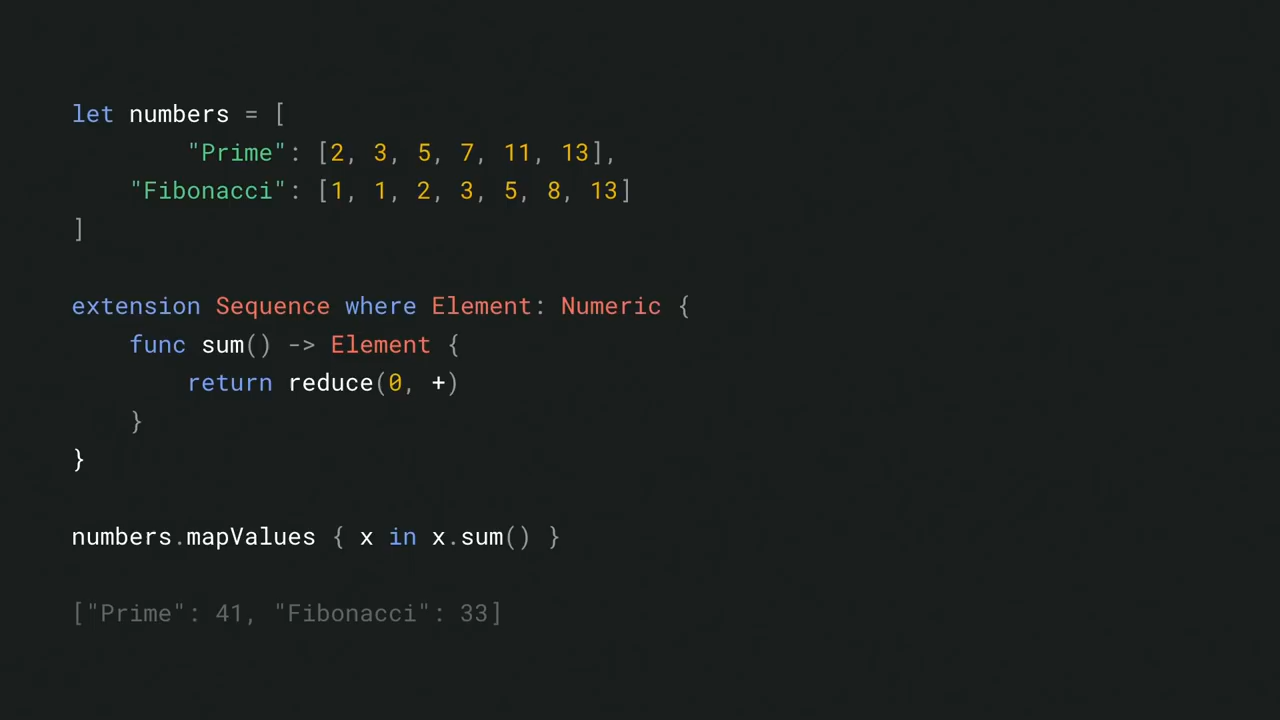 let numbers = [
        "Prime": [2, 3, 5, 7, 11, 13],
    "Fibonacci": [1, 1, 2, 3, 5, 8, 13]
]
extension Sequence where Element: Numeric {
    func sum() -> Element {
        return reduce(0, +)
    }
}
numbers.mapValues { x in x.sum() }
["Prime": 41, "Fibonacci": 33]